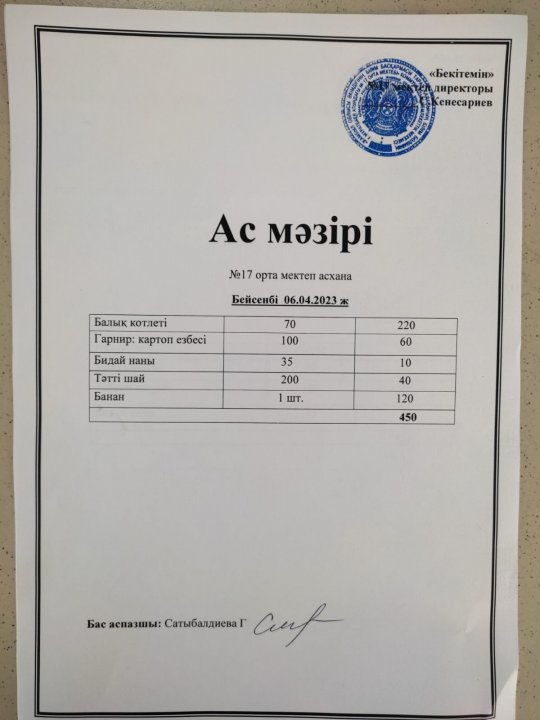 «Бекітемін»
№17 мектеп директоры
С.Кенесариев
Ас мәзірі
№17 орта мектеп асхана
Бейсенбі 06.04.2023 ж
Балық котлеті 70 220
Гарнир: картоп езбесі 100 60
Бидай наны 35 10
Тәтті шай 200 40
Банан 1 шт. 120
450
Бас аспазшы: Сатыбалдиева Г